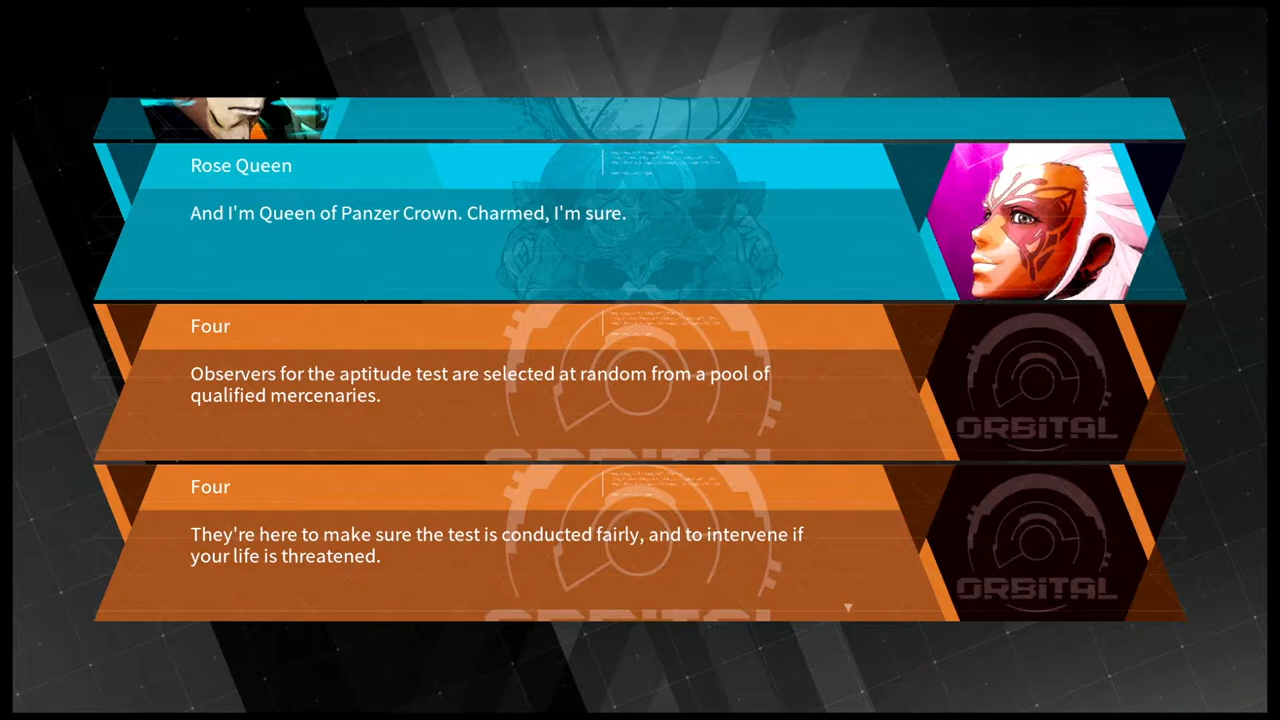 Rose Queen
And I'm Queen of Panzer Crown. Charmed, I'm sure.
Four
Observers for the aptitude test are selected at random from a pool of
qualified mercenaries.
ORBITAL
Four
They're here to make sure the test is conducted fairly, and to intervene if
your life is threatened.
ORBITAL